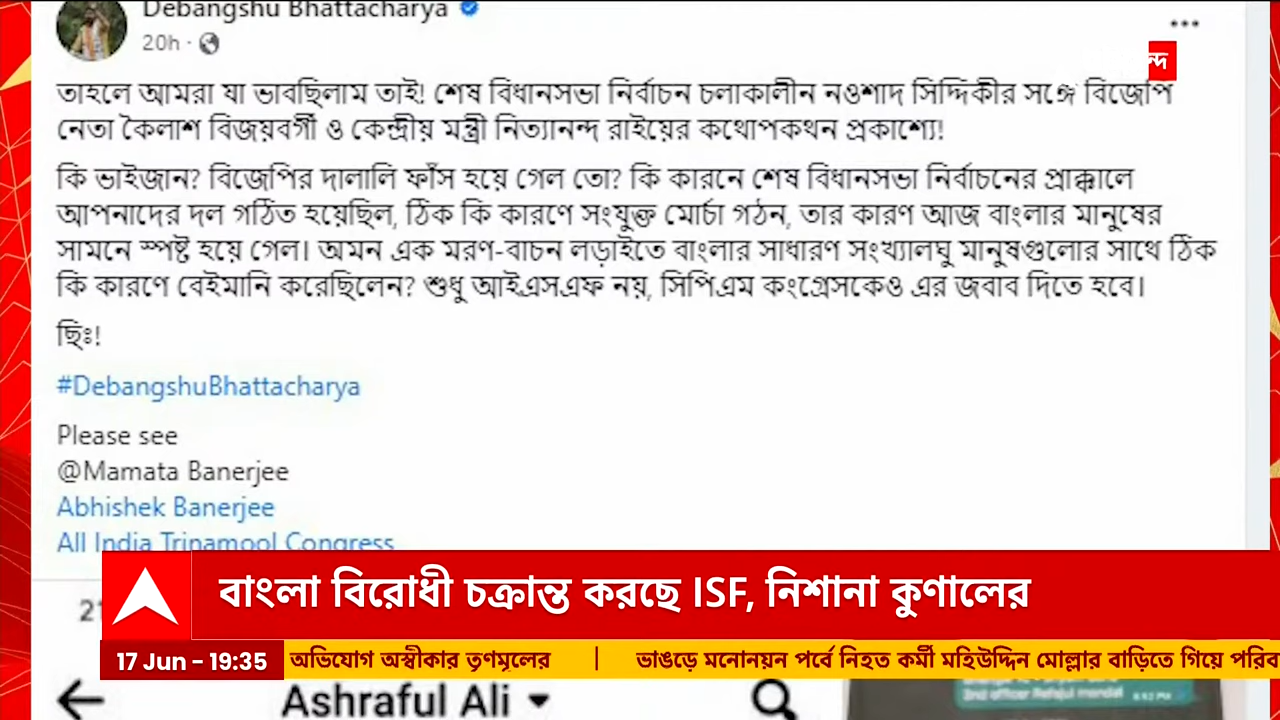 Debangshu Bhattacharya
20h ·
তাহলে আমরা যা ভাবছিলাম তাই! শেষ বিধানসভা নির্বাচন চলাকালীন নওশাদ সিদ্দিকীর সঙ্গে বিজেপি
নেতা কৈলাশ বিজয়বর্গী ও কেন্দ্রীয় মন্ত্রী নিত্যানন্দ রাইয়ের কথোপকথন প্রকাশ্যে!
কি ভাইজান? বিজেপির দালালি ফাঁস হয়ে গেল তো? কি কারনে শেষ বিধানসভা নির্বাচনের প্রাক্কালে
আপনাদের দল গঠিত হয়েছিল, ঠিক কি কারণে সংযুক্ত মোর্চা গঠন, তার কারণ আজ বাংলার মানুষের
সামনে স্পষ্ট হয়ে গেল। অমন এক মরণ-বাচন লড়াইতে বাংলার সাধারণ সংখ্যালঘু মানুষগুলোর সাথে ঠিক
কি কারণে বেইমানি করেছিলেন? শুধু আইএসএফ নয়, সিপিএম কংগ্রেসকেও এর জবাব দিতে হবে।
ছিঃ!
#DebangshuBhattacharya
Please see
@Mamata Banerjee
Abhishek Banerjee
All India Trinamool Congress
বাংলা বিরোধী চক্রান্ত করছে ISF, নিশানা কুণালের
17 Jun - 19:35 অভিযোগ অস্বীকার তৃণমূলের | ভাঙড়ে মনোনয়ন পর্বে নিহত কর্মী মহিউদ্দিন মোল্লার বাড়িতে গিয়ে
Ashraful Ali
2nd officer Rafajul mondal